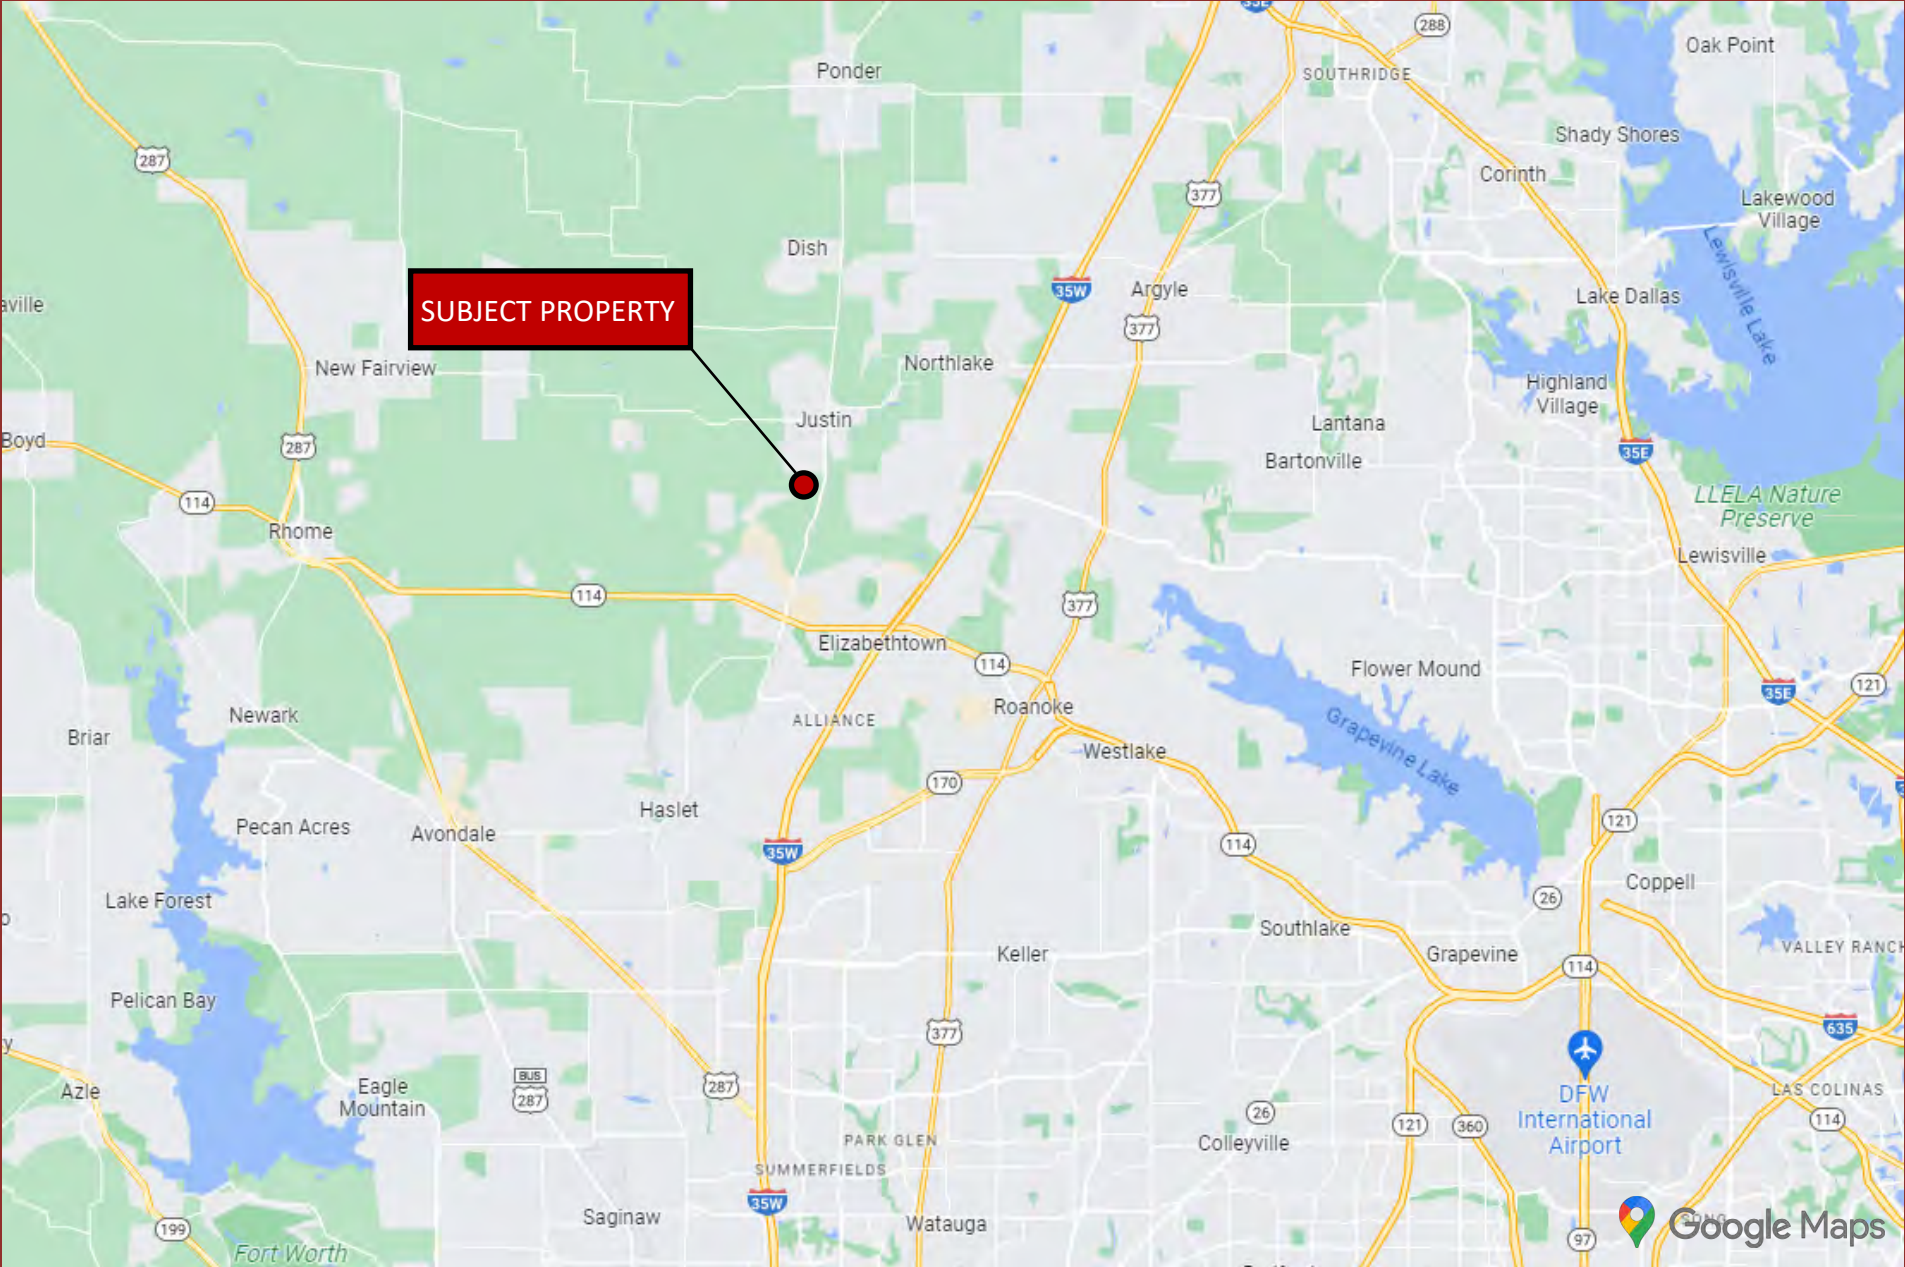 35E
288
Oak Point
Ponder
SOUTHRIDGE
Shady Shores
287
Corinth
377
Lakewood
Village
Dish
Lewisville Lake
35W
Argyle
Lake Dallas
aville
SUBJECT PROPERTY
377
New Fairview
Northlake
Highland
Village
Justin
Lantana
Boyd
287
35E
Bartonville
LLELA Nature
Preserve
114
Rhome
Lewisville
114
377
Elizabethtown
114
Flower Mound
121
35E
Roanoke
Newark
ALLIANCE
Briar
Westlake
Grapevine Lake
170
Haslet
Pecan Acres
Avondale
121
35W
114
Coppell
Lake Forest
26
o
Southlake
VALLEY RANCH
Keller
Grapevine
114
Pelican Bay
377
635
y
Azle
Eagle
Mountain
BUS
287
287
DFW
International
Airport
LAS COLINAS
26
114
121
360
PARK GLEN
Colleyville
SUMMERFIELDS
35W
Saginaw
Watauga
199
Google Maps
97
Fort Worth